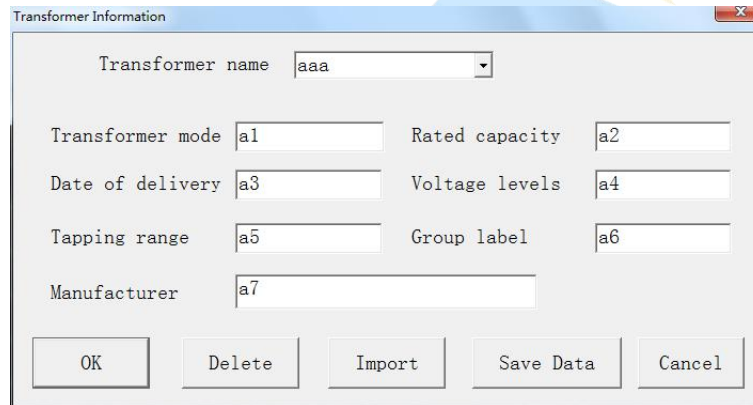 Transformer Information
Transformer name aaa
Transformer mode a1 Rated capacity a2
Date of delivery a3 Voltage levels a4
Tapping range a5 Group label a6
Manufacturer a7
OK Delete Import Save Data Cancel